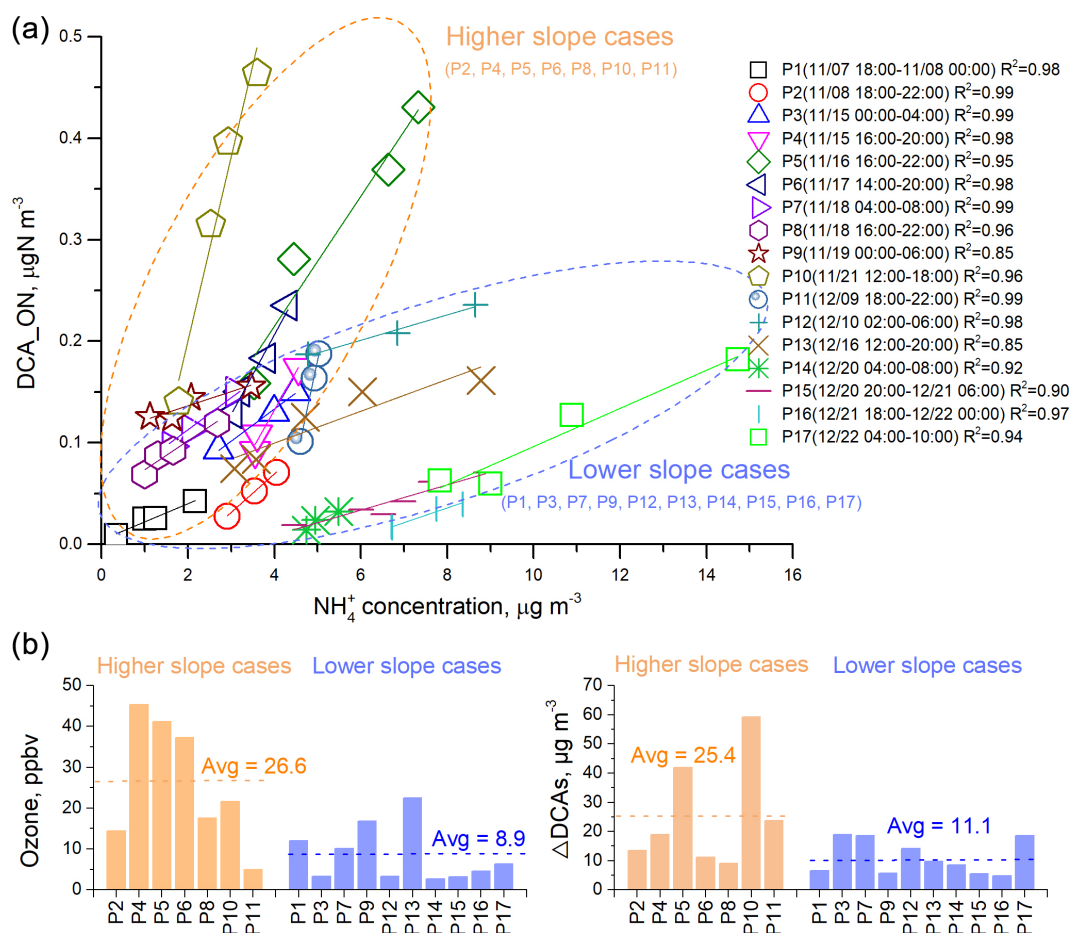 (a)
Higher slope cases
(P2, P4, P5, P6, P8, P10, P11)
P1(11/07 18:00-11/08 00:00) R²=0.98
P2(11/08 18:00-22:00) R²=0.99
P3(11/15 00:00-04:00) R²=0.99
P4(11/15 16:00-20:00) R²=0.98
P5(11/16 16:00-22:00) R²=0.95
P6(11/17 14:00-20:00) R²=0.98
P7(11/18 04:00-08:00) R²=0.99
P8(11/18 16:00-22:00) R²=0.96
P9(11/19 00:00-06:00) R²=0.85
P10(11/21 12:00-18:00) R²=0.96
P11(12/09 18:00-22:00) R²=0.99
P12(12/10 02:00-06:00) R²=0.98
P13(12/16 12:00-20:00) R²=0.85
P14(12/20 04:00-08:00) R²=0.92
P15(12/20 20:00-12/21 06:00) R²=0.90
P16(12/21 18:00-12/22 00:00) R²=0.97
P17(12/22 04:00-10:00) R²=0.94
Lower slope cases
(P1, P3, P7, P9, P12, P13, P14, P15, P16, P17)
DCA_ON, μgN m⁻³
0.5
0.4
0.3
0.2
0.1
0.0
0 2 4 6 8 10 12 14 16
NH₄⁺ concentration, μg m⁻³
(b)
Higher slope cases Lower slope cases
Ozone, ppbv
50
40
30
20
10
0
Avg = 26.6
Avg = 8.9
P2 P4 P5 P6 P8 P10 P11 P1 P3 P7 P9 P12 P13 P14 P15 P16 P17
Higher slope cases Lower slope cases
△DCAs, μg m⁻³
70
60
50
40
30
20
10
0
Avg = 25.4
Avg = 11.1
P2 P4 P5 P6 P8 P10 P11 P1 P3 P7 P9 P12 P13 P14 P15 P16 P17